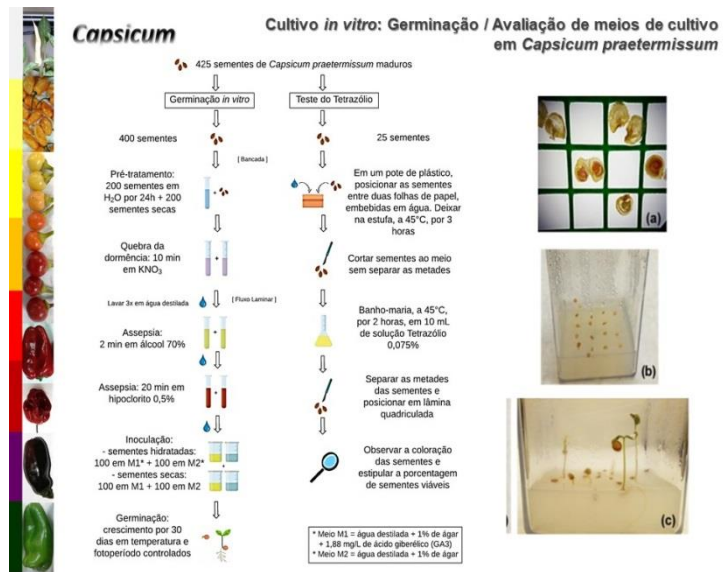 Capsicum
Cultivo in vitro: Germinação / Avaliação de meios de cultivo
em Capsicum praetermissum
425 sementes de Capsicum praetermissum maduros
Germinação in vitro
400 sementes
[ Bancada ]
Pré-tratamento:
200 sementes em
H₂O por 24h + 200
sementes secas
+
Quebra da
dormência: 10 min
em KNO₃
+
Lavar 3x em água destilada
[ Fluxo Laminar ]
Assepsia:
2 min em álcool 70%
+
Assepsia: 20 min em
hipoclorito 0,5%
+
Inoculação:
- sementes hidratadas:
100 em M1* + 100 em M2*
- sementes secas:
100 em M1 + 100 em M2
+
Germinação:
crescimento por 30
dias em temperatura e
fotoperíodo controlados
Teste do Tetrazólio
25 sementes
Em um pote de plástico,
posicionar as sementes
entre duas folhas de papel,
embebidas em água. Deixar
na estufa, a 45°C, por 3
horas
Cortar sementes ao meio
sem separar as metades
Banho-maria, a 45°C,
por 2 horas, em 10 mL
de solução Tetrazólio
0,075%
Separar as metades
das sementes e
posicionar em lâmina
quadriculada
Observar a coloração
das sementes e
estipular a porcentagem
de sementes viáveis
* Meio M1 = água destilada + 1% de ágar
+ 1,88 mg/L de ácido giberélico (GA3)
* Meio M2 = água destilada + 1% de ágar
(a)
(b)
(c)